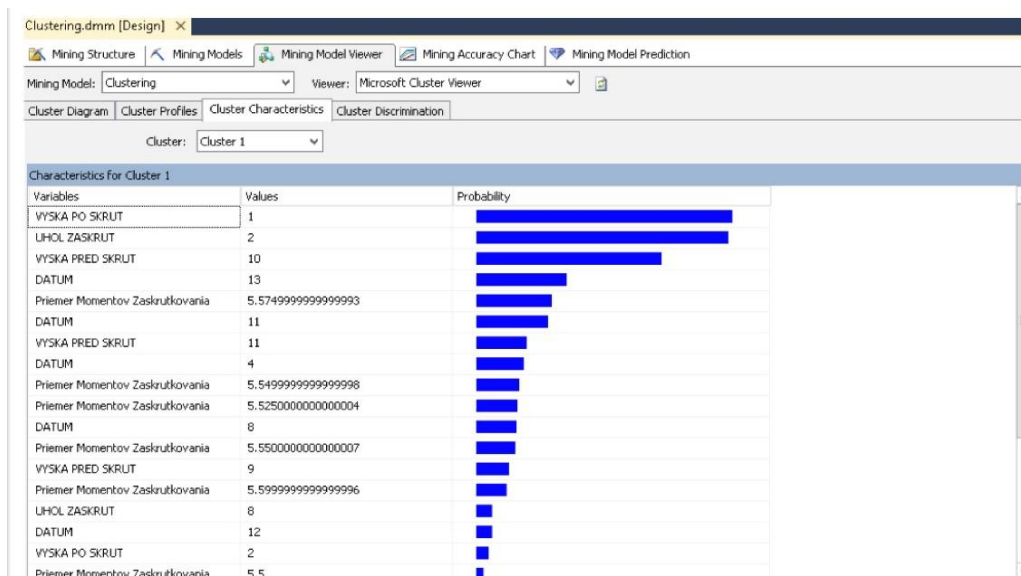 Clustering.dmm [Design] ×
Mining Structure Mining Models Mining Model Viewer Mining Accuracy Chart Mining Model Prediction
Mining Model: Clustering Viewer: Microsoft Cluster Viewer
Cluster Diagram Cluster Profiles Cluster Characteristics Cluster Discrimination
Cluster: Cluster 1
Characteristics for Cluster 1
Variables Values Probability
VYSKA PO SKRUT 1
UHOL ZASKRUT 2
VYSKA PRED SKRUT 10
DATUM 13
Priemer Momentov Zaskrutkovania 5.5749999999999993
DATUM 11
VYSKA PRED SKRUT 11
DATUM 4
Priemer Momentov Zaskrutkovania 5.5499999999999998
Priemer Momentov Zaskrutkovania 5.5250000000000004
DATUM 8
Priemer Momentov Zaskrutkovania 5.5500000000000007
VYSKA PRED SKRUT 9
Priemer Momentov Zaskrutkovania 5.5999999999999996
UHOL ZASKRUT 8
DATUM 12
VYSKA PO SKRUT 2
Priemer Momentov Zaskrutkovania 5.5